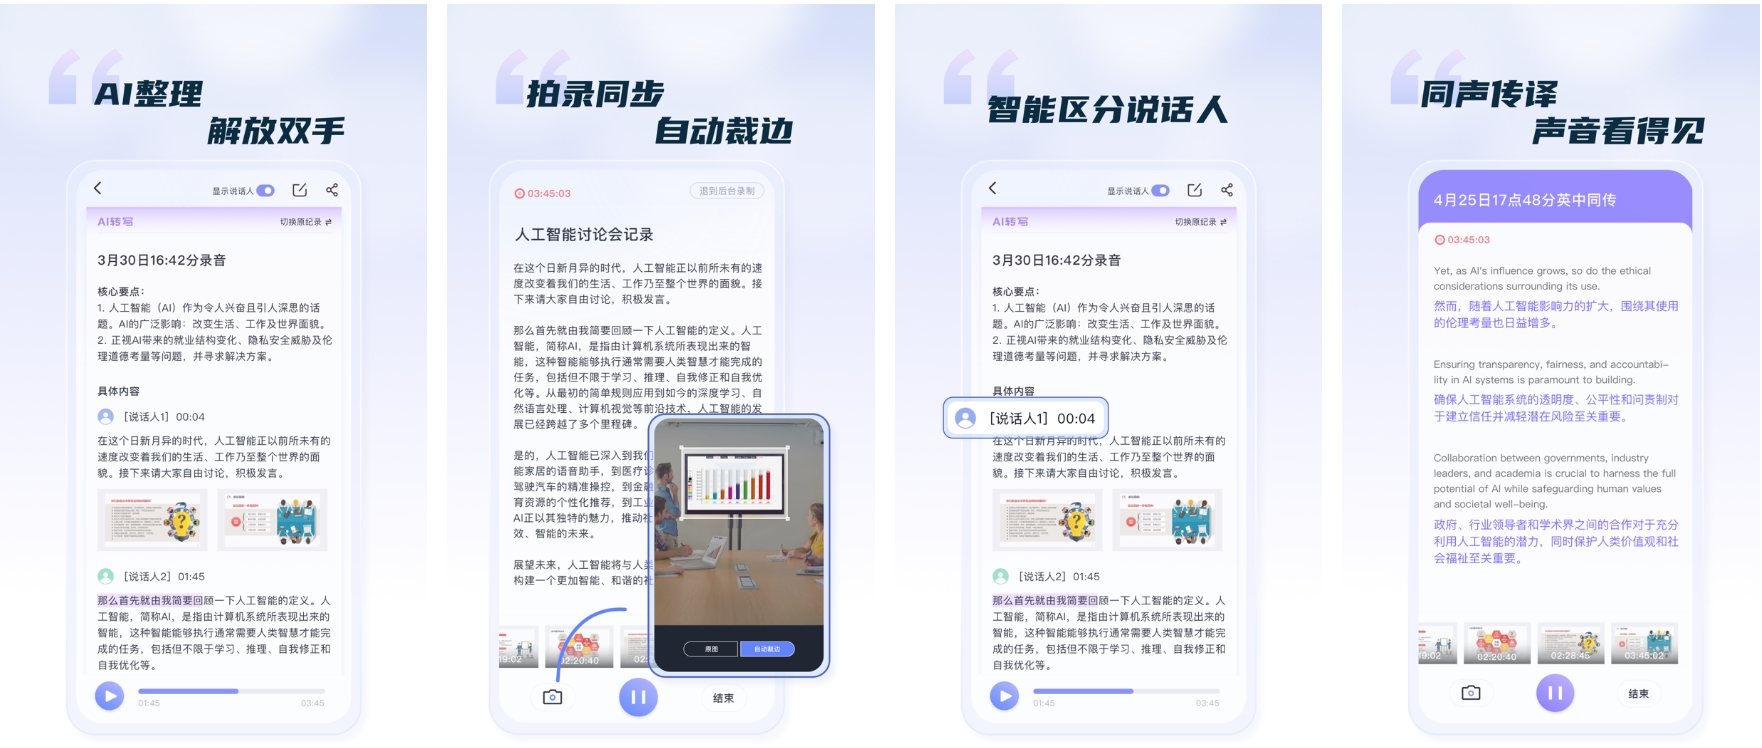 AI整理
解放双手
显示说话人
AI转写
切换原纪录
3月30日16:42分录音
核心要点：
1. 人工智能（AI）作为令人兴奋且引人深思的话
题。AI的广泛影响：改变生活、工作及世界面貌。
2. 正视AI带来的就业结构变化、隐私安全威胁及伦
理道德考量等问题，并寻求解决方案。
具体内容
[说话人1] 00:04
在这个日新月异的时代，人工智能正以前所未有的
速度改变着我们的生活、工作乃至整个世界的面
貌。接下来请大家自由讨论，积极发言。
[说话人2] 01:45
那么首先就由我简要回顾一下人工智能的定义。人
工智能，简称AI，是指由计算机系统所表现出来的
智能，这种智能能够执行通常需要人类智慧才能完
成的任务，包括但不限于学习、推理、自我修正和
自我优化等。
01:45
03:45
拍录同步
自动裁边
03:45:03
退到后台录制
人工智能讨论会记录
在这个日新月异的时代，人工智能正以前所未有的速
度改变着我们的生活、工作乃至整个世界的面貌。接
下来请大家自由讨论，积极发言。
那么首先就由我简要回顾一下人工智能的定义。人工
智能，简称AI，是指由计算机系统所表现出来的智
能，这种智能能够执行通常需要人类智慧才能完成的
任务，包括但不限于学习、推理、自我修正和自我优
化等。从最初的简单规则应用到如今的深度学习、自
然语言处理、计算机视觉等前沿技术，人工智能的发
展已经跨越了多个里程碑。
是的，人工智能已深入到我们
能家居的语音助手，到医疗诊
驾驶汽车的精准操控，到金融
育资源的个性化推荐，到工业
AI正以其独特的魅力，推动社
效、智能的未来。
展望未来，人工智能将与人类
构建一个更加智能、和谐的社
原图
自动裁边
19:02
02:20:40
02:2
结束
智能区分说话人
显示说话人
AI转写
切换原纪录
3月30日16:42分录音
核心要点：
1. 人工智能（AI）作为令人兴奋且引人深思的话
题。AI的广泛影响：改变生活、工作及世界面貌。
2. 正视AI带来的就业结构变化、隐私安全威胁及伦
理道德考量等问题，并寻求解决方案。
具体内容
[说话人1] 00:04
在这个日新月异的时代，人工智能正以前所未有的
速度改变着我们的生活、工作乃至整个世界的面
貌。接下来请大家自由讨论，积极发言。
[说话人2] 01:45
那么首先就由我简要回顾一下人工智能的定义。人
工智能，简称AI，是指由计算机系统所表现出来的
智能，这种智能能够执行通常需要人类智慧才能完
成的任务，包括但不限于学习、推理、自我修正和
自我优化等。
01:45
03:45
同声传译
声音看得见
4月25日17点48分英中同传
03:45:03
Yet, as AI's influence grows, so do the ethical
considerations surrounding its use.
然而，随着人工智能影响力的扩大，围绕其使用
的伦理考量也日益增多。
Ensuring transparency, fairness, and accountabi-
lity in AI systems is paramount to building.
确保人工智能系统的透明度、公平性和问责制对
于建立信任并减轻潜在风险至关重要。
Collaboration between governments, industry
leaders, and academia is crucial to harness the full
potential of AI while safeguarding human values
and societal well-being.
政府、行业领导者和学术界之间的合作对于充分
利用人工智能的潜力，同时保护人类价值观和社
会福祉至关重要。
19:02
02:20:40
02:28:45
03:45:02
结束